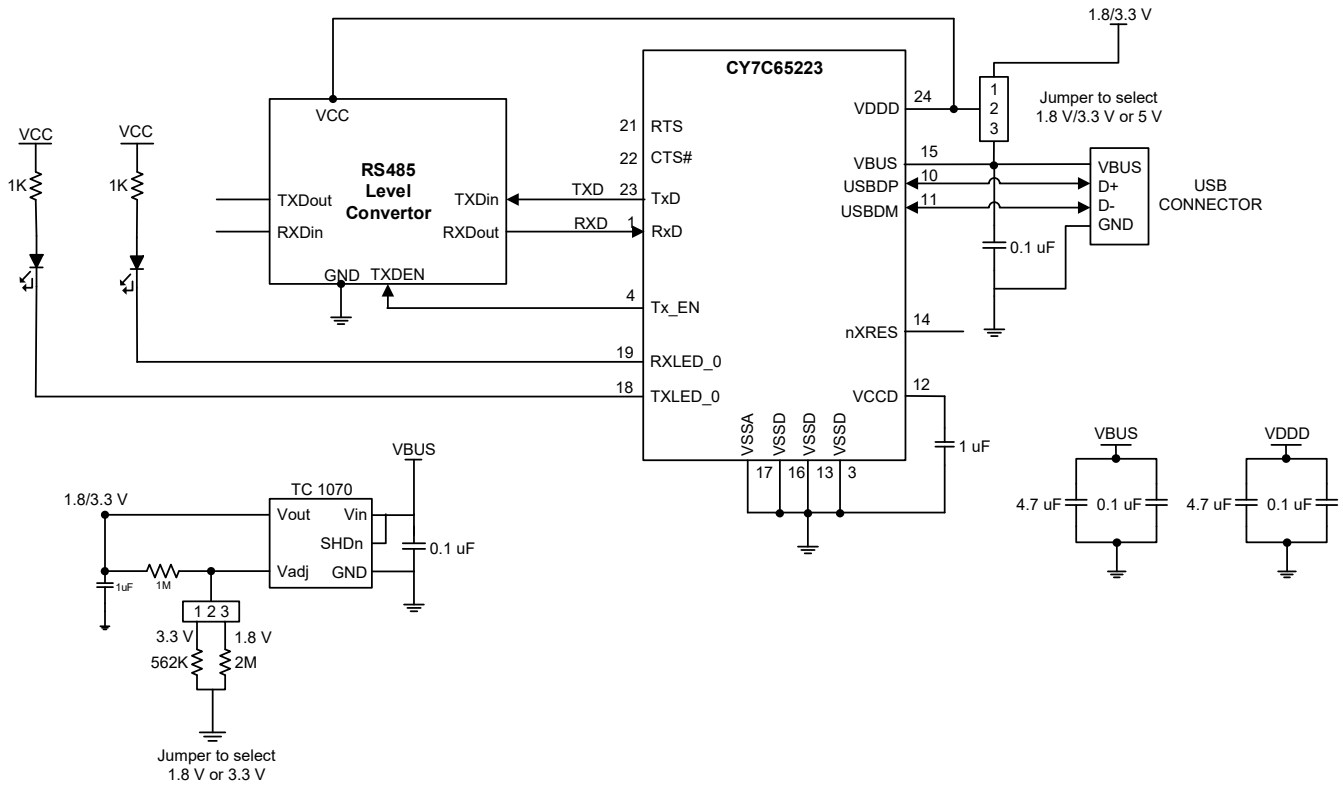 1.8/3.3 V
CY7C65223
VCC
VDDD
24
1
2
3
Jumper to select
1.8 V/3.3 V or 5 V
VCC
VCC
1K
1K
RS485
Level
Convertor
TXDout
RXDin
TXDin
RXDout
GND
TXDEN
TXD
RXD
21
RTS
22
CTS#
23
TxD
1
RxD
4
Tx_EN
19
RXLED_0
18
TXLED_0
VBUS
15
USBDP
10
USBDM
11
VBUS
D+
D-
GND
USB
CONNECTOR
0.1 uF
nXRES
14
VCCD
12
1 uF
VSSA
VSSD
VSSD
VSSD
17
16
13
3
VBUS
4.7 uF
0.1 uF
VDDD
4.7 uF
0.1 uF
VBUS
TC 1070
1.8/3.3 V
Vout
Vin
SHDn
Vadj
GND
0.1 uF
1uF
1M
1 2 3
3.3 V
1.8 V
562K
2M
Jumper to select
1.8 V or 3.3 V